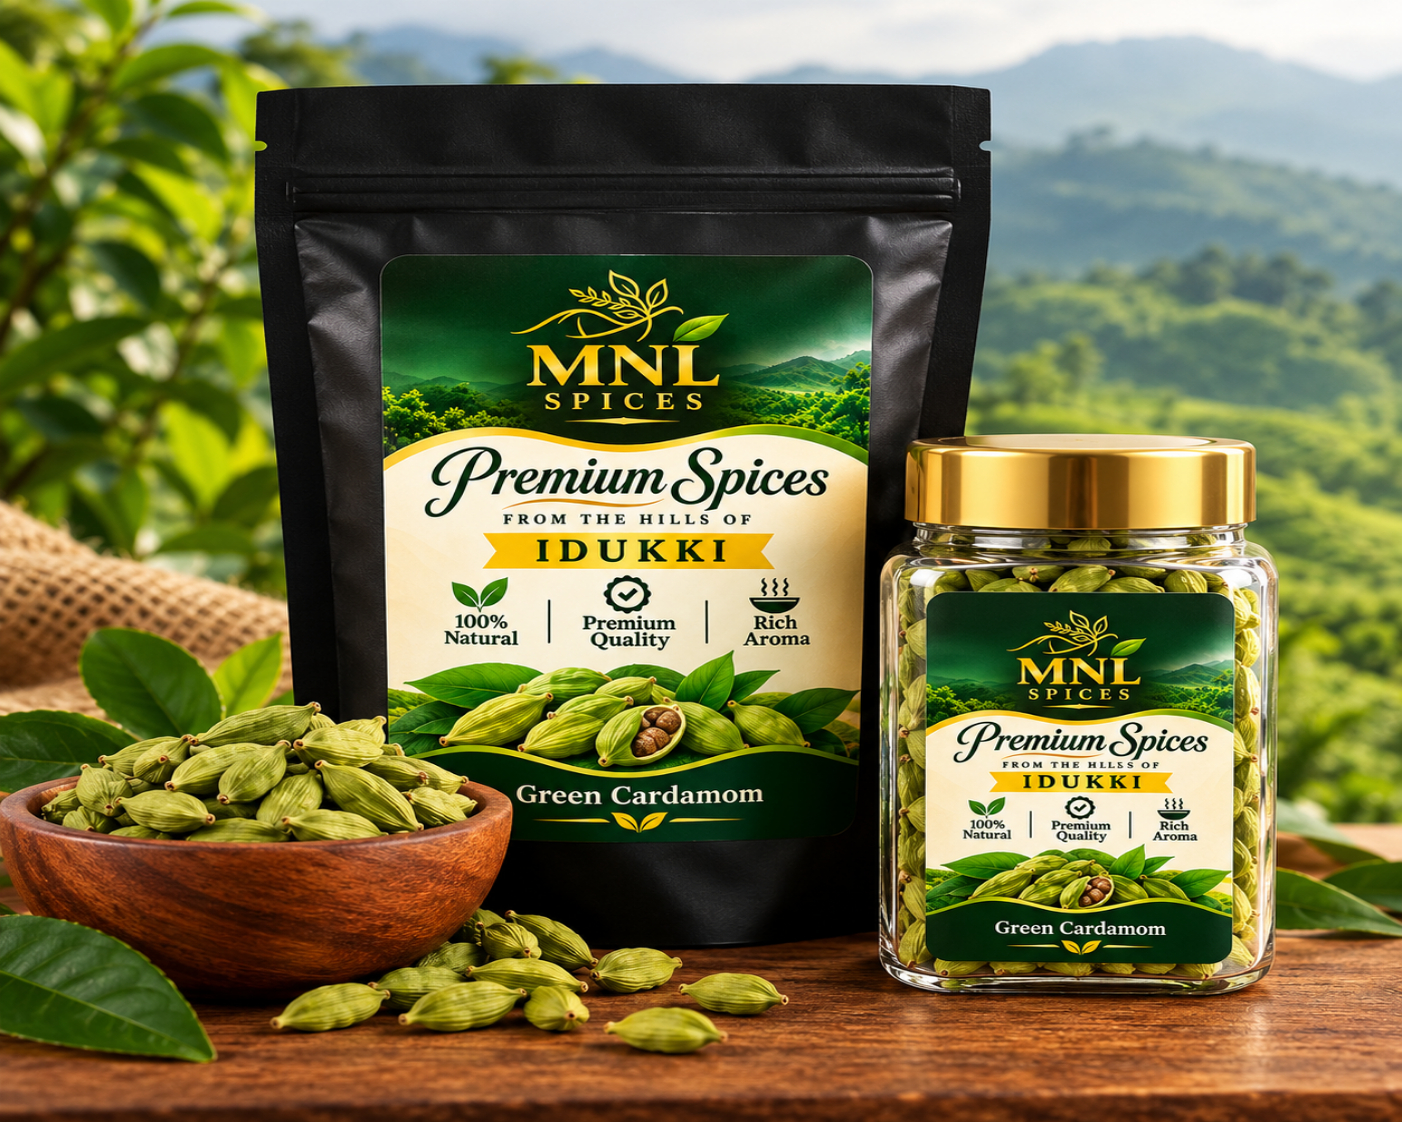 MNL
SPICES
Premium Spices
FROM THE HILLS OF
IDUKKI
100%
Natural
Premium
Quality
Rich
Aroma
Green Cardamom
MNL
SPICES
Premium Spices
FROM THE HILLS OF
IDUKKI
100%
Natural
Premium
Quality
Rich
Aroma
Green Cardamom